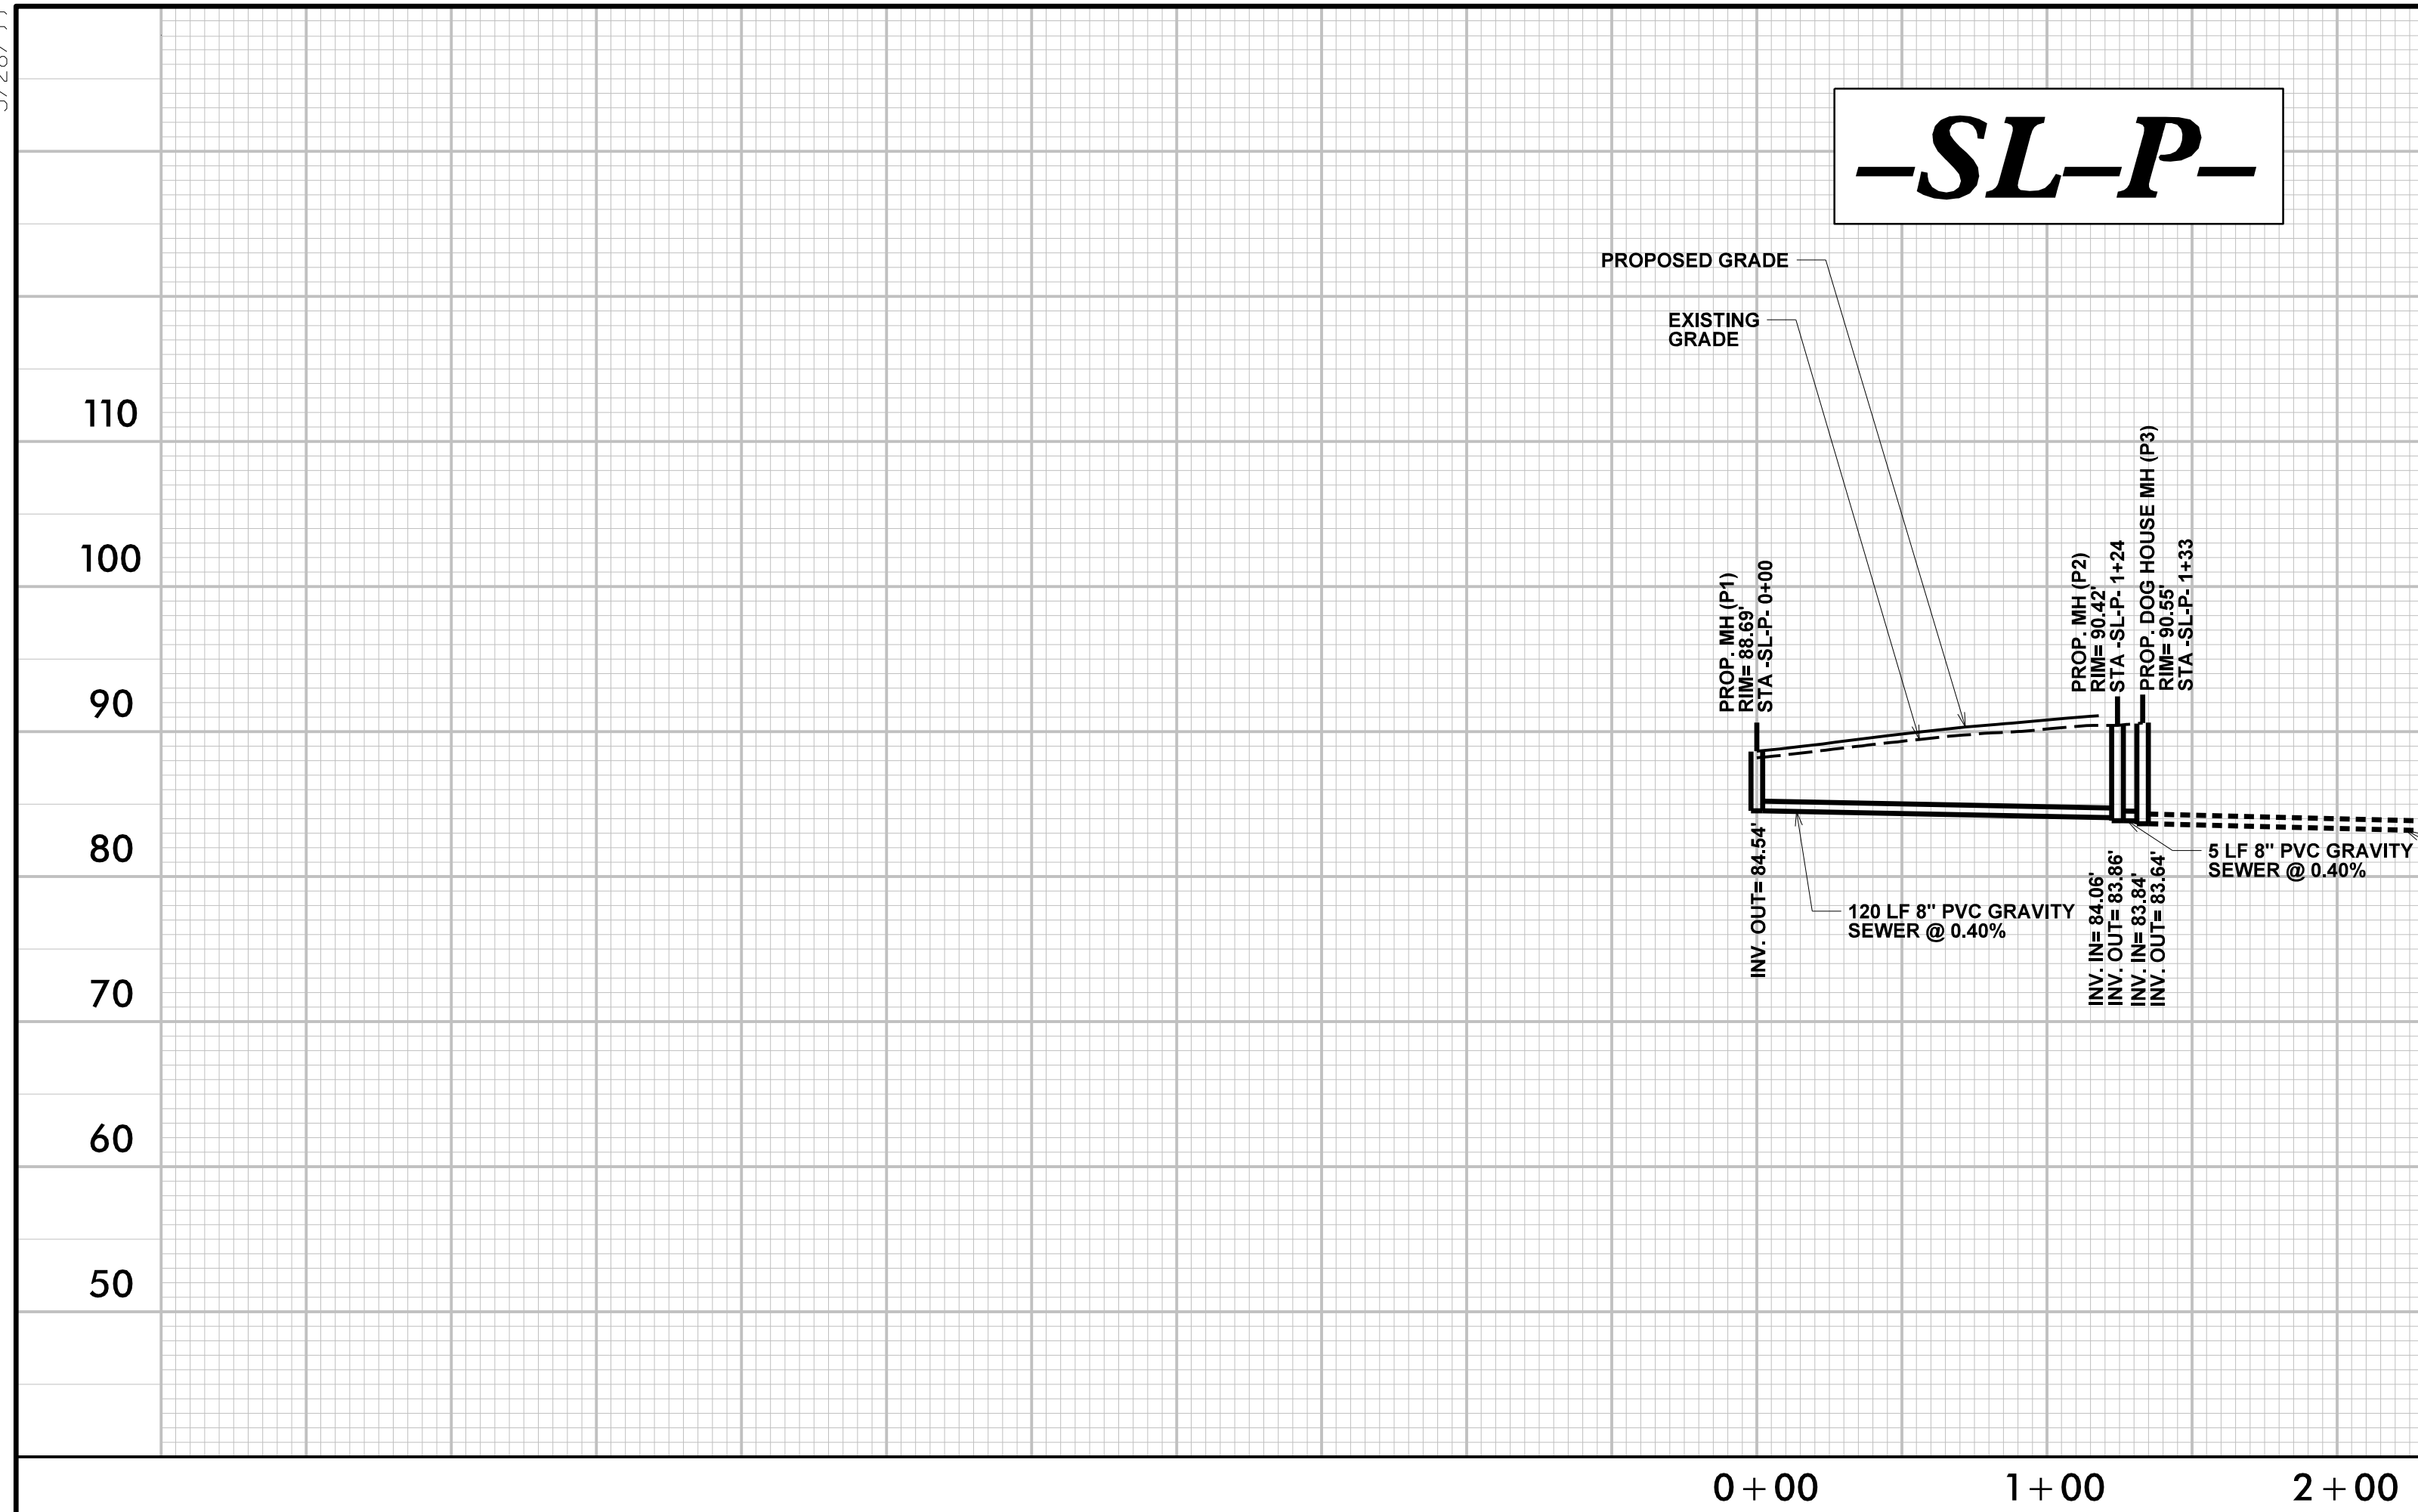 -SL-P-
PROPOSED GRADE
EXISTING
GRADE
110
100
90
80
70
60
50
PROP. MH (P1)
RIM= 88.69'
STA -SL-P- 0+00
PROP. MH (P2)
RIM= 90.42'
STA -SL-P- 1+24
PROP. DOG HOUSE MH (P3)
RIM= 90.55'
STA -SL-P- 1+33
INV. OUT= 84.54'
120 LF 8" PVC GRAVITY
SEWER @ 0.40%
INV. IN= 84.06'
INV. OUT= 83.86'
INV. IN= 83.84'
INV. OUT= 83.64'
5 LF 8" PVC GRAVITY
SEWER @ 0.40%
0+00
1+00
2+00